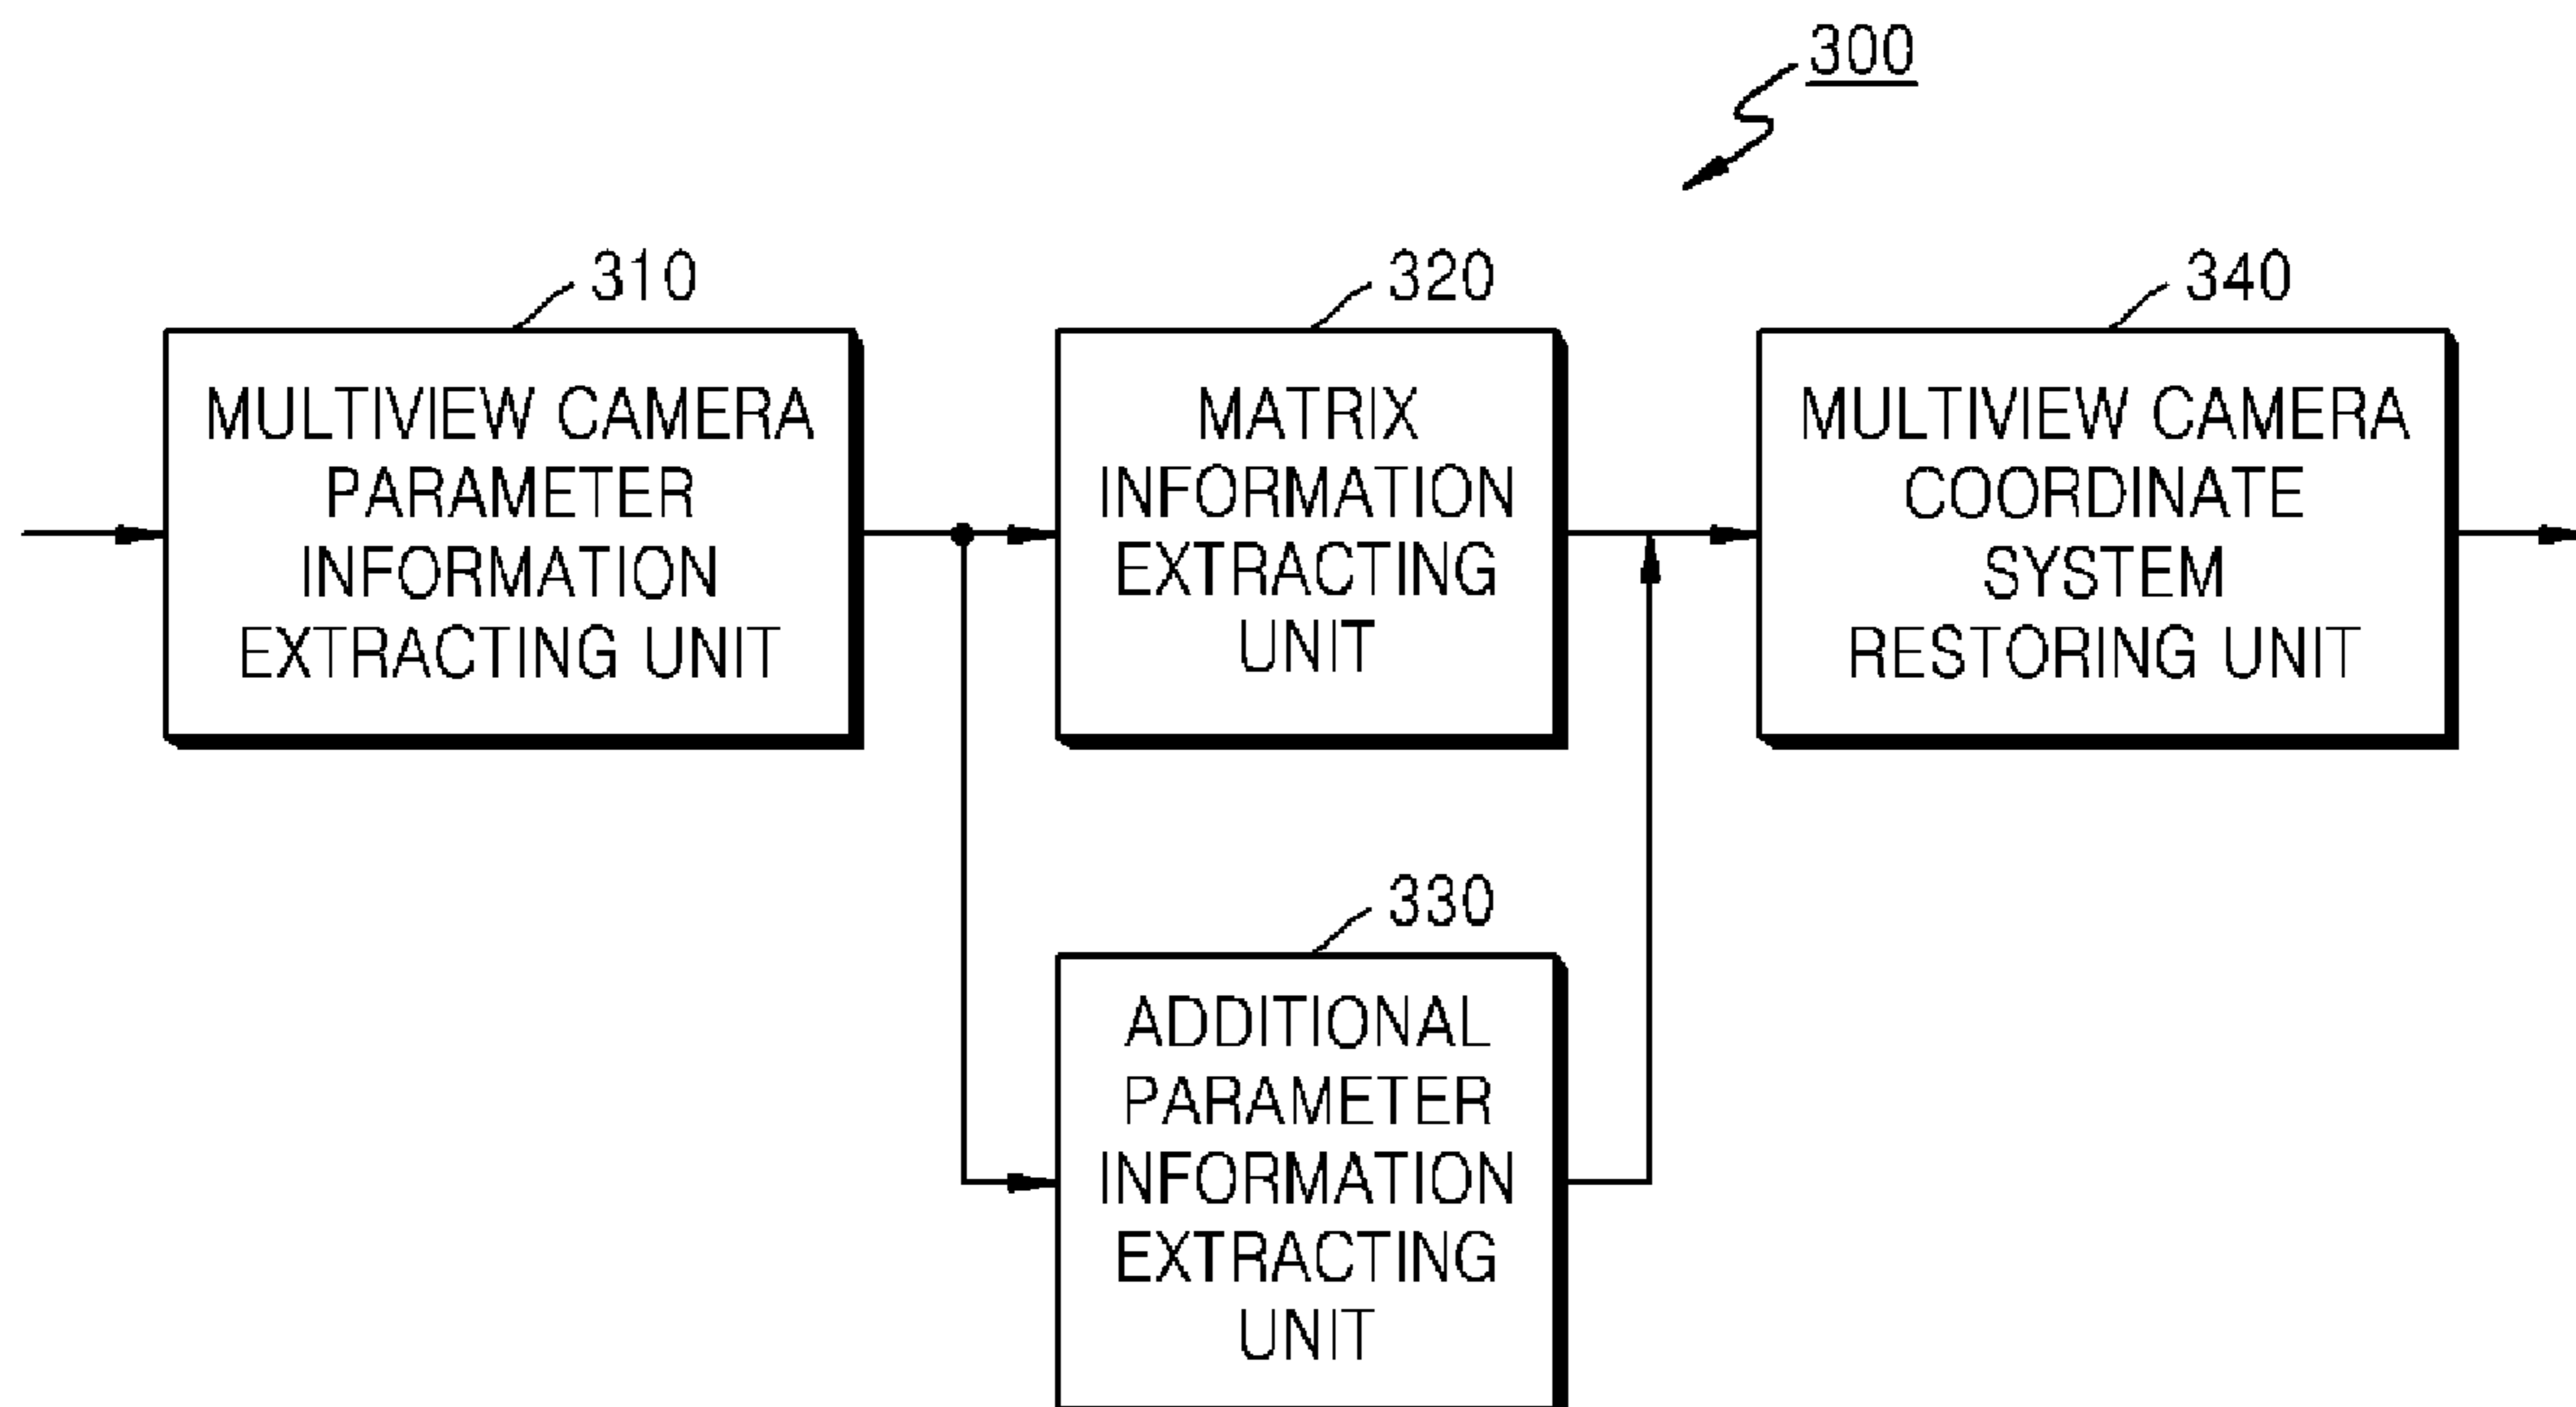 300
310
MULTIVIEW CAMERA
PARAMETER
INFORMATION
EXTRACTING UNIT
320
MATRIX
INFORMATION
EXTRACTING
UNIT
340
MULTIVIEW CAMERA
COORDINATE
SYSTEM
RESTORING UNIT
330
ADDITIONAL
PARAMETER
INFORMATION
EXTRACTING
UNIT